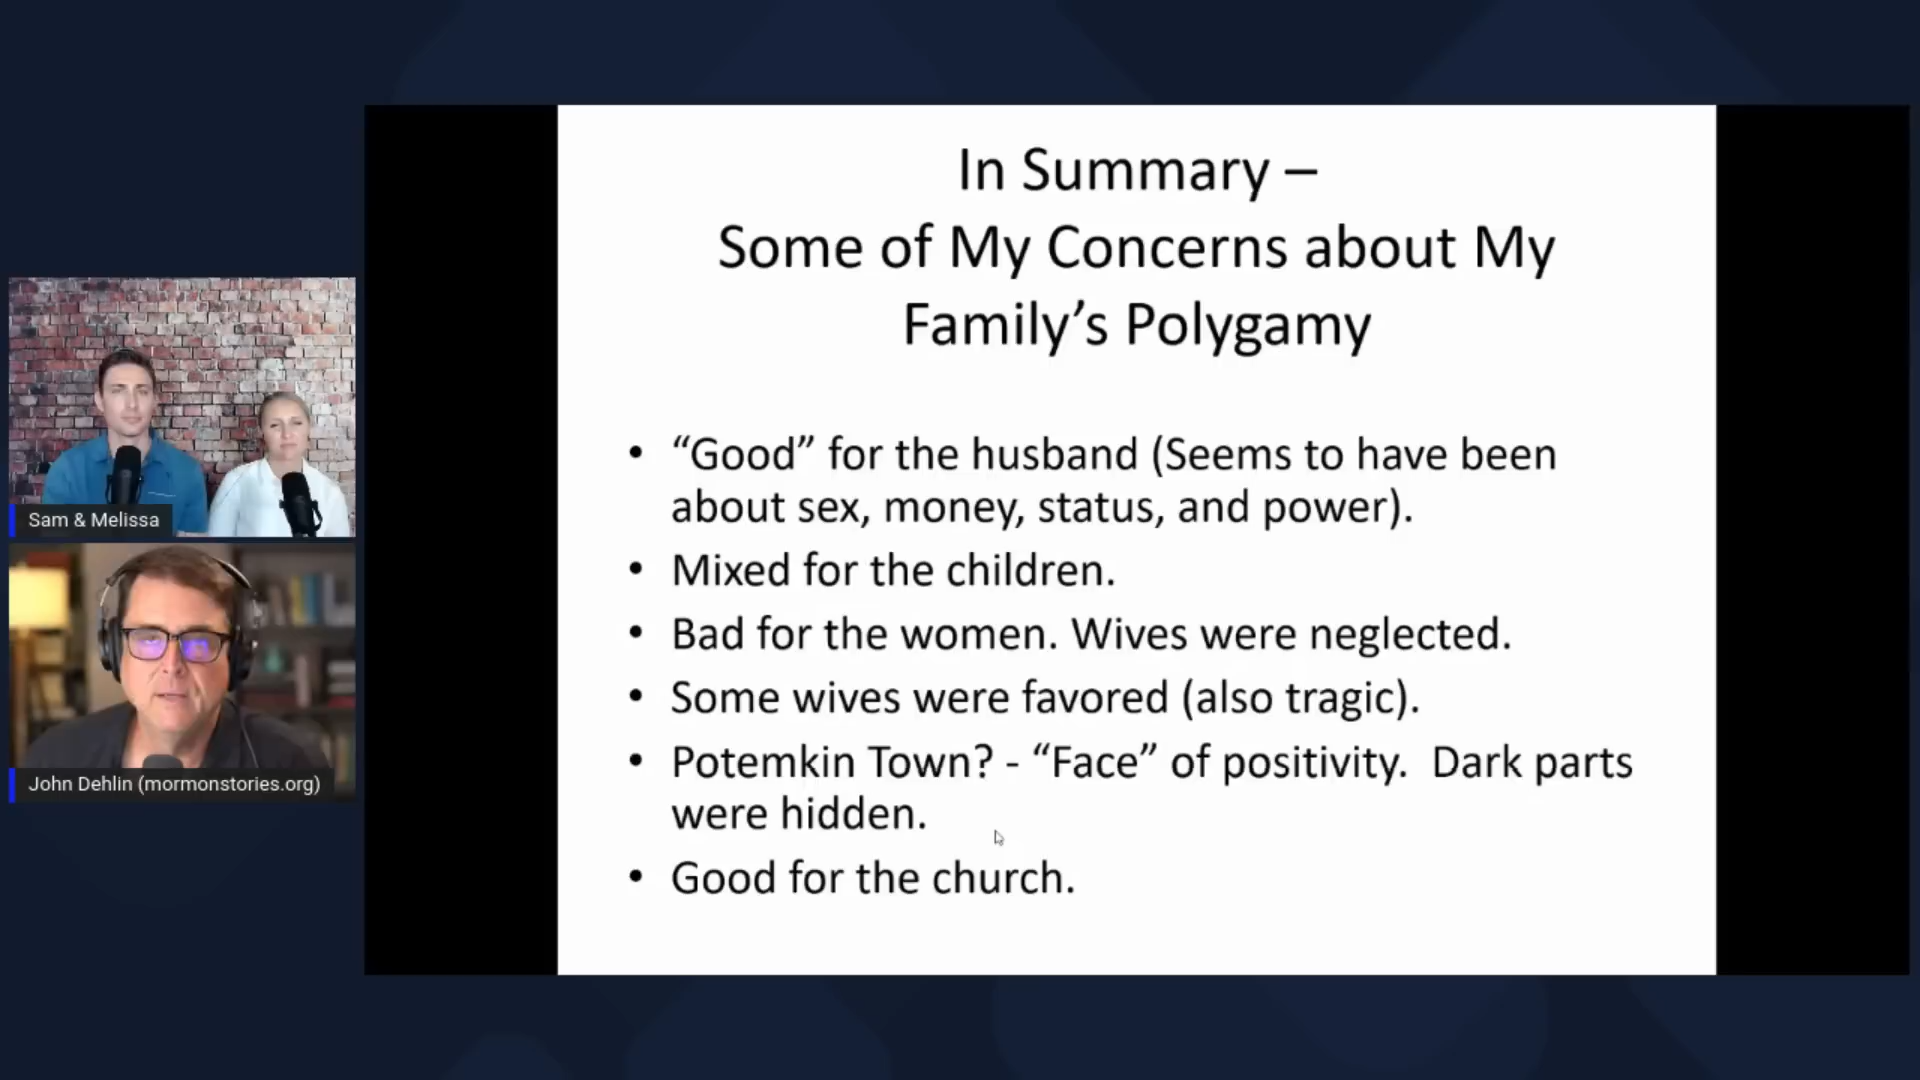 In Summary –
Some of My Concerns about My
Family’s Polygamy
• “Good” for the husband (Seems to have been
about sex, money, status, and power).
• Mixed for the children.
• Bad for the women. Wives were neglected.
• Some wives were favored (also tragic).
• Potemkin Town? - “Face” of positivity.  Dark parts
were hidden.
• Good for the church.
Sam & Melissa
John Dehlin (mormonstories.org)